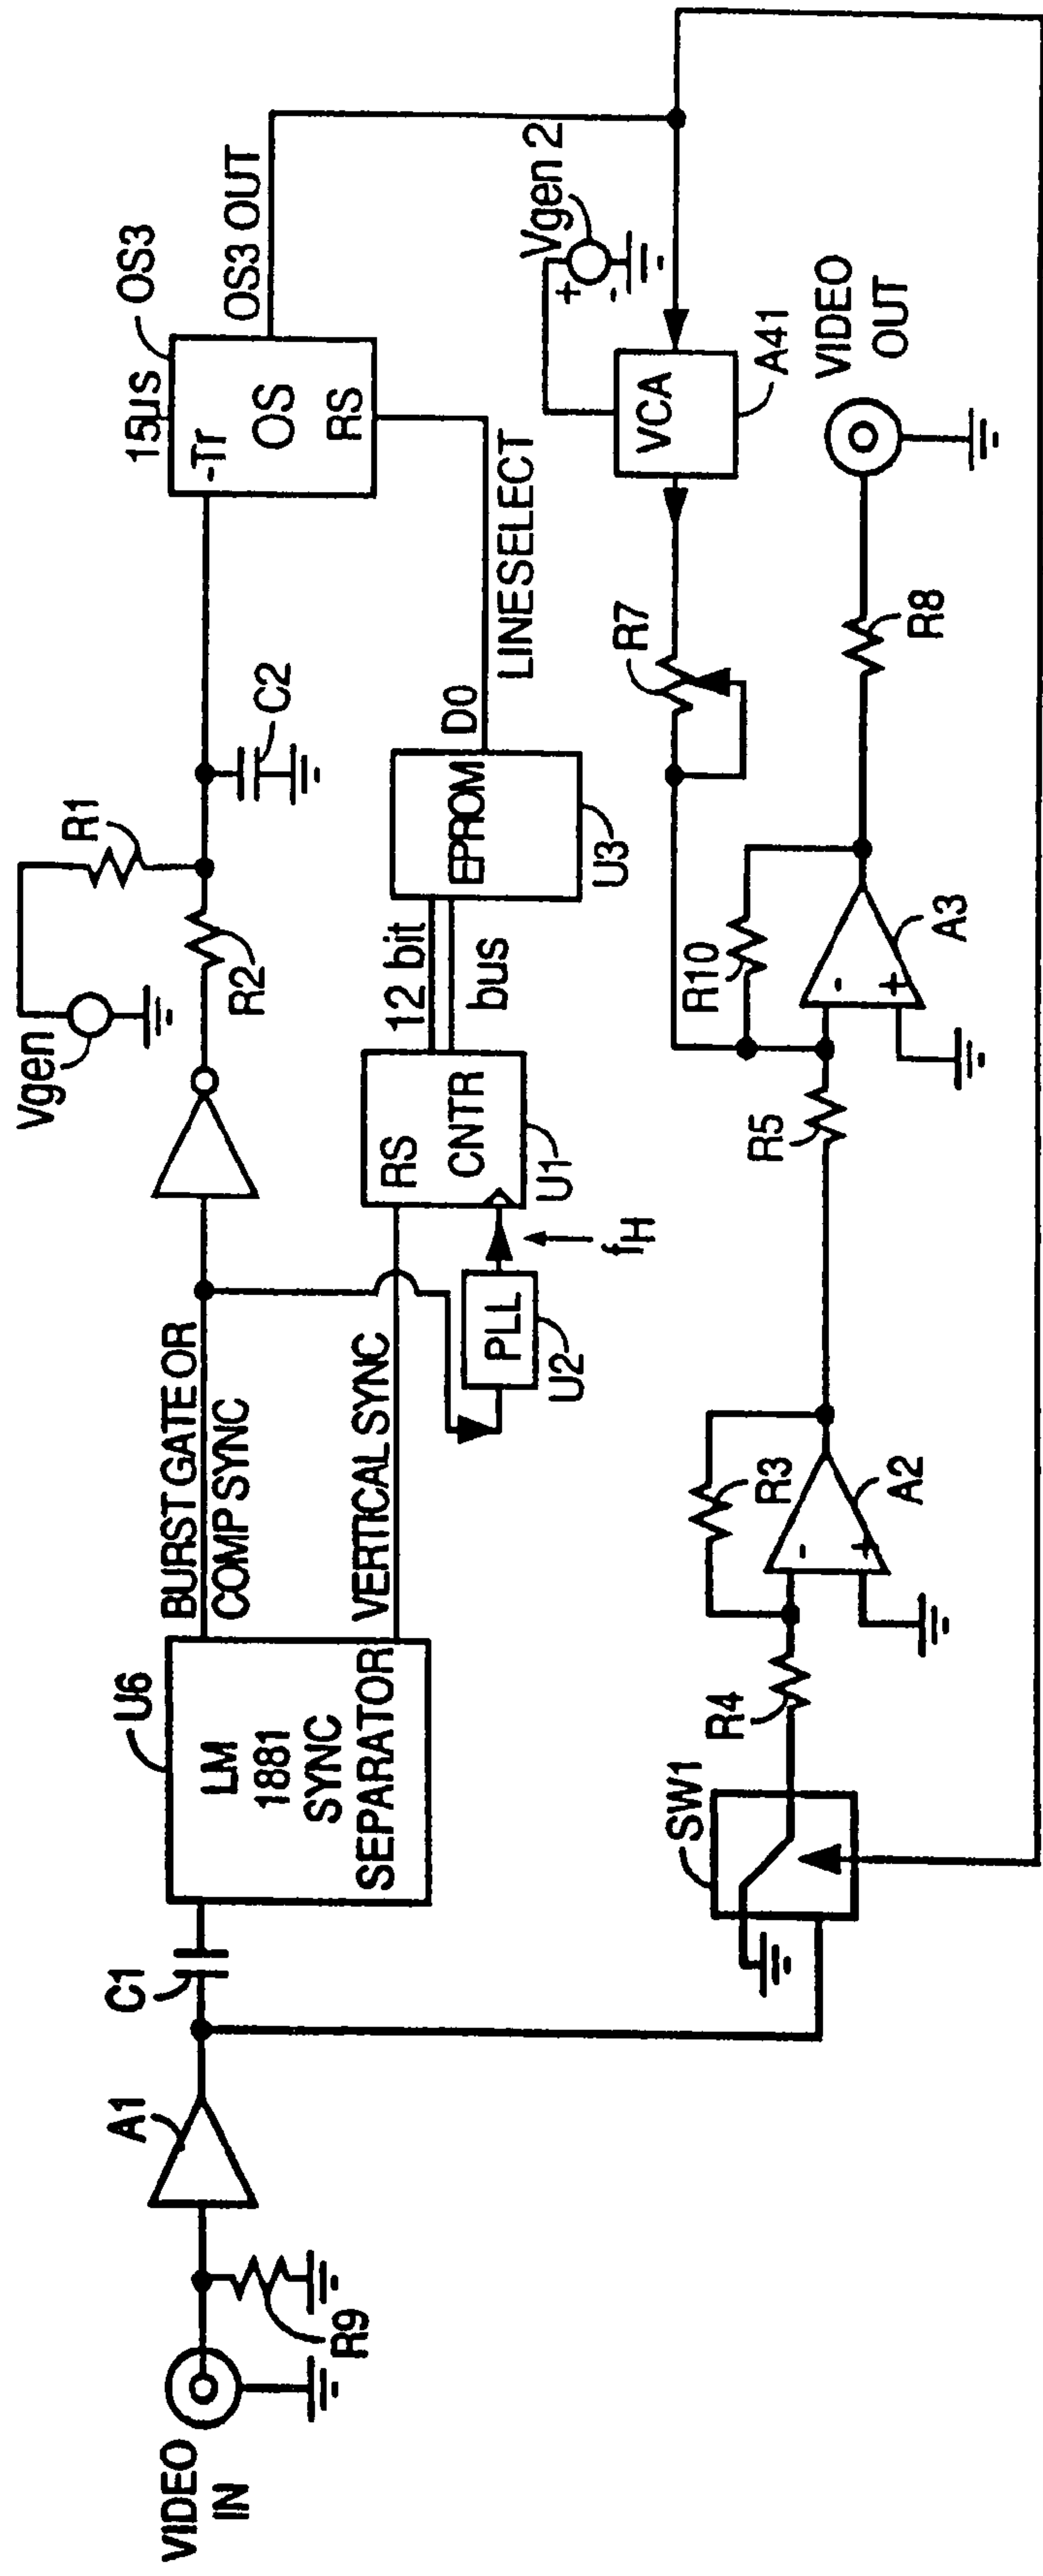 VIDEO
IN
R9
A1
C1
U6
LM
1881
SYNC
SEPARATOR
BURST GATE OR
COMP SYNC
VERTICAL SYNC
Vgen
R1
R2
C2
PLL
U2
fH
RS
CNTR
U1
12 bit
bus
EPROM
D0
U3
LINESELECT
15µs
OS3
-Tr
OS
RS
OS3 OUT
Vgen 2
+
-
VCA
A41
R7
SW1
R4
R3
-
+
A2
R5
R10
-
+
A3
R8
VIDEO
OUT